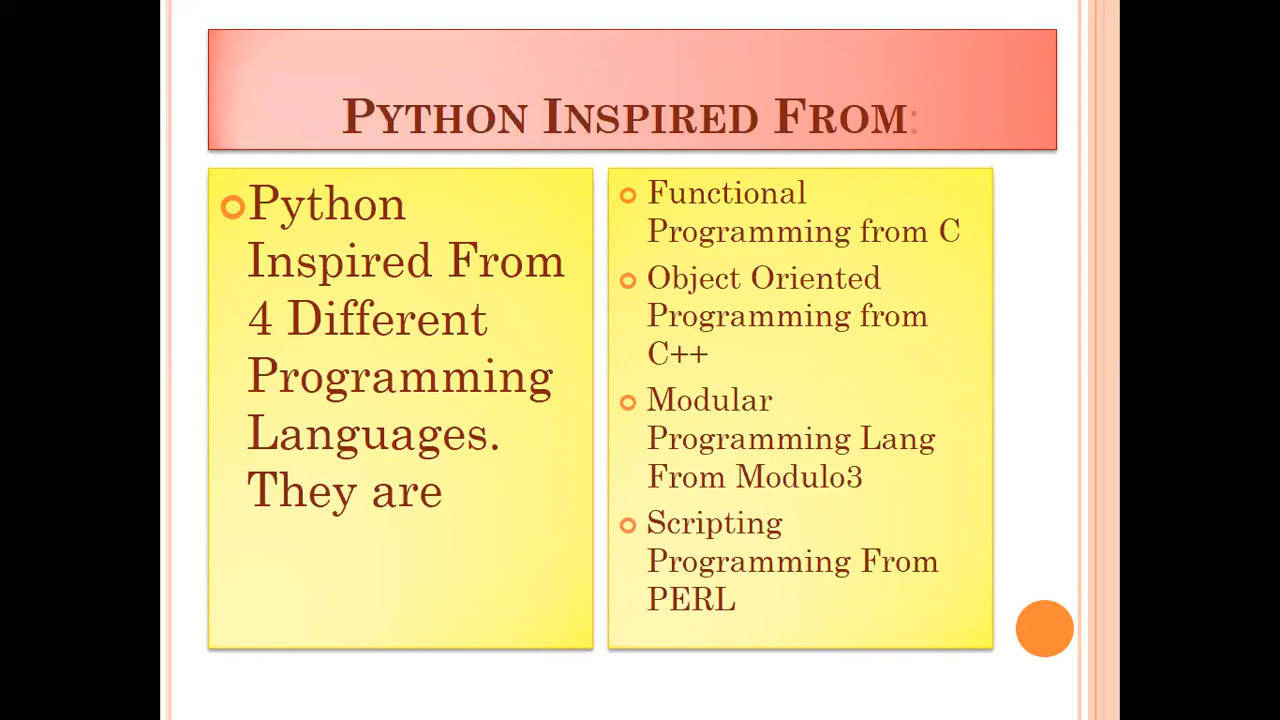 PYTHON INSPIRED FROM:
Python
Inspired From
4 Different
Programming
Languages.
They are
Functional
Programming from C
Object Oriented
Programming from
C++
Modular
Programming Lang
From Modulo3
Scripting
Programming From
PERL